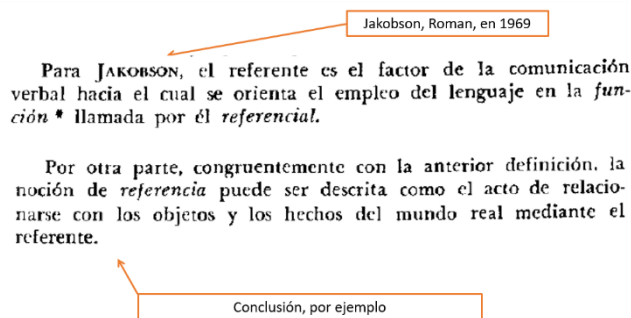 Jakobson, Roman, en 1969
Para JAKOBSON, el referente es el factor de la comunicación
verbal hacia el cual se orienta el empleo del lenguaje en la fun-
ción * llamada por él referencial.
Por otra parte, congruentemente con la anterior definición, la
noción de referencia puede ser descrita como el acto de relacio-
narse con los objetos y los hechos del mundo real mediante el
referente.
Conclusión, por ejemplo